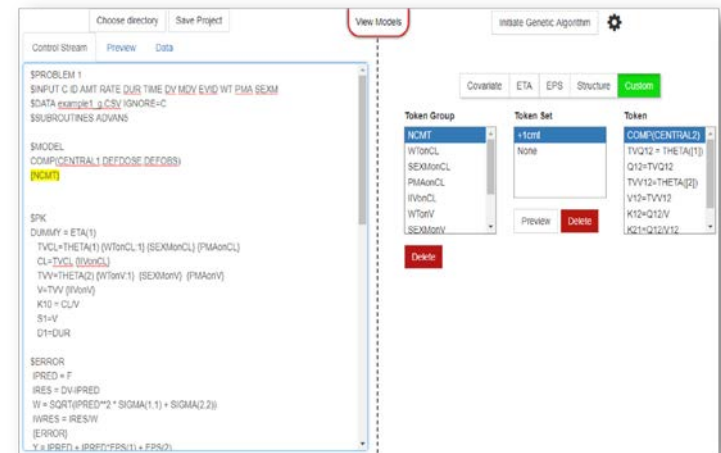 Choose directory Save Project View Models Initiate Genetic Algorithm
Control Stream Preview Data
$PROBLEM 1
$INPUT C ID AMT RATE DUR TIME DV MDV EVID WT PMA SEXM
$DATA example1_g.CSV IGNORE=C
$SUBROUTINES ADVAN5
$MODEL
COMP(CENTRAL1,DEFDOSE,DEFOBS)
{NCMT}
$PK
DUMMY = ETA(1)
TVCL=THETA(1) {WTonCL:1} {SEXMonCL} {PMAonCL}
CL=TVCL {IIVonCL}
TVV=THETA(2) {WTonV:1} {SEXMonV} {PMAonV}
V=TVV {IIVonV}
K10 = CL/V
S1=V
D1=DUR
$ERROR
IPRED = F
IRES = DV-IPRED
W = SQRT(IPRED**2 * SIGMA(1,1) + SIGMA(2,2))
IWRES = IRES/W
{ERROR}
Y = IPRED + IPRED*EPS(1) + EPS(2)
Covariate ETA EPS Structure Custom
Token Group
NCMT
WTonCL
SEXMonCL
PMAonCL
IIVonCL
WTonV
SEXMonV
Delete
Token Set
+1cmt
None
Preview Delete
Token
COMP(CENTRAL2)
TVQ12 = THETA([1])
Q12=TVQ12
TVV12=THETA([2])
V12=TVV12
K12=Q12/V
K21=Q12/V12